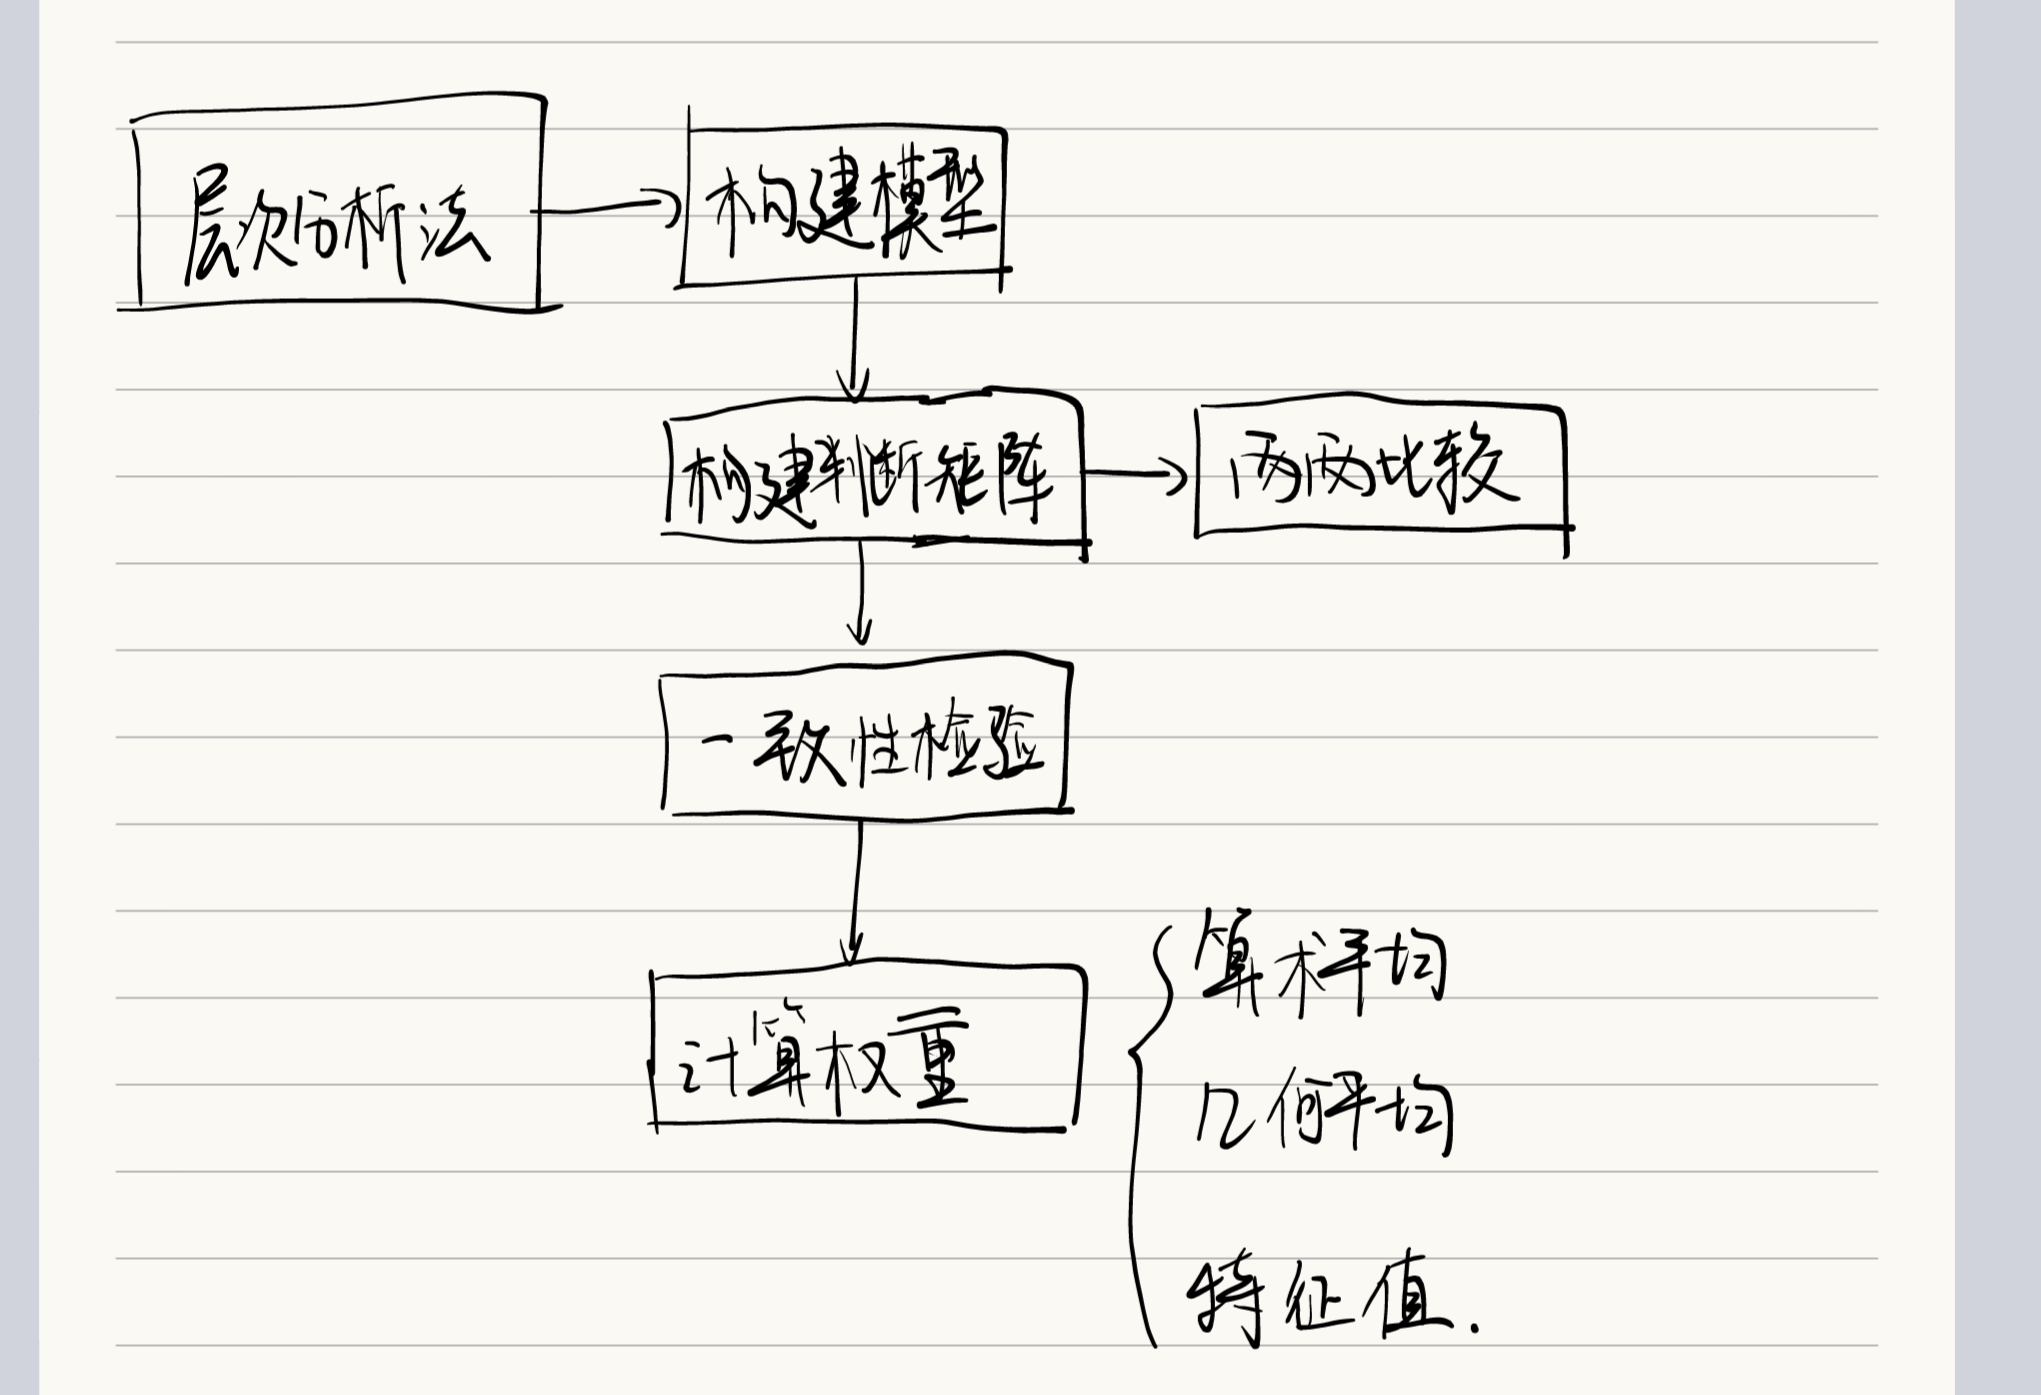 层次分析法
构建模型
构建判断矩阵
两两比较
一致性检验
计算权重
算术平均
几何平均
特征值.